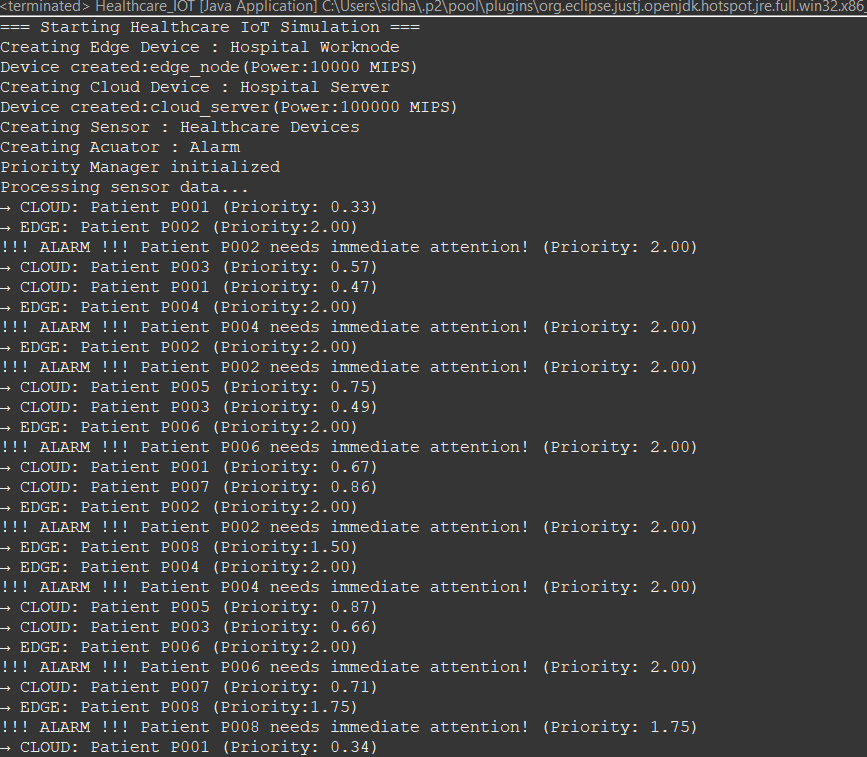 <terminated> Healthcare_IOT [Java Application] C:\Users\sidha\.p2\pool\plugins\org.eclipse.justj.openjdk.hotspot.jre.full.win32.x86_
=== Starting Healthcare IoT Simulation ===
Creating Edge Device : Hospital Worknode
Device created:edge_node(Power:10000 MIPS)
Creating Cloud Device : Hospital Server
Device created:cloud_server(Power:100000 MIPS)
Creating Sensor : Healthcare Devices
Creating Acuator : Alarm
Priority Manager initialized
Processing sensor data...
→ CLOUD: Patient P001 (Priority: 0.33)
→ EDGE: Patient P002 (Priority:2.00)
!!! ALARM !!! Patient P002 needs immediate attention! (Priority: 2.00)
→ CLOUD: Patient P003 (Priority: 0.57)
→ CLOUD: Patient P001 (Priority: 0.47)
→ EDGE: Patient P004 (Priority:2.00)
!!! ALARM !!! Patient P004 needs immediate attention! (Priority: 2.00)
→ EDGE: Patient P002 (Priority:2.00)
!!! ALARM !!! Patient P002 needs immediate attention! (Priority: 2.00)
→ CLOUD: Patient P005 (Priority: 0.75)
→ CLOUD: Patient P003 (Priority: 0.49)
→ EDGE: Patient P006 (Priority:2.00)
!!! ALARM !!! Patient P006 needs immediate attention! (Priority: 2.00)
→ CLOUD: Patient P001 (Priority: 0.67)
→ CLOUD: Patient P007 (Priority: 0.86)
→ EDGE: Patient P002 (Priority:2.00)
!!! ALARM !!! Patient P002 needs immediate attention! (Priority: 2.00)
→ EDGE: Patient P008 (Priority:1.50)
→ EDGE: Patient P004 (Priority:2.00)
!!! ALARM !!! Patient P004 needs immediate attention! (Priority: 2.00)
→ CLOUD: Patient P005 (Priority: 0.87)
→ CLOUD: Patient P003 (Priority: 0.66)
→ EDGE: Patient P006 (Priority:2.00)
!!! ALARM !!! Patient P006 needs immediate attention! (Priority: 2.00)
→ CLOUD: Patient P007 (Priority: 0.71)
→ EDGE: Patient P008 (Priority:1.75)
!!! ALARM !!! Patient P008 needs immediate attention! (Priority: 1.75)
→ CLOUD: Patient P001 (Priority: 0.34)